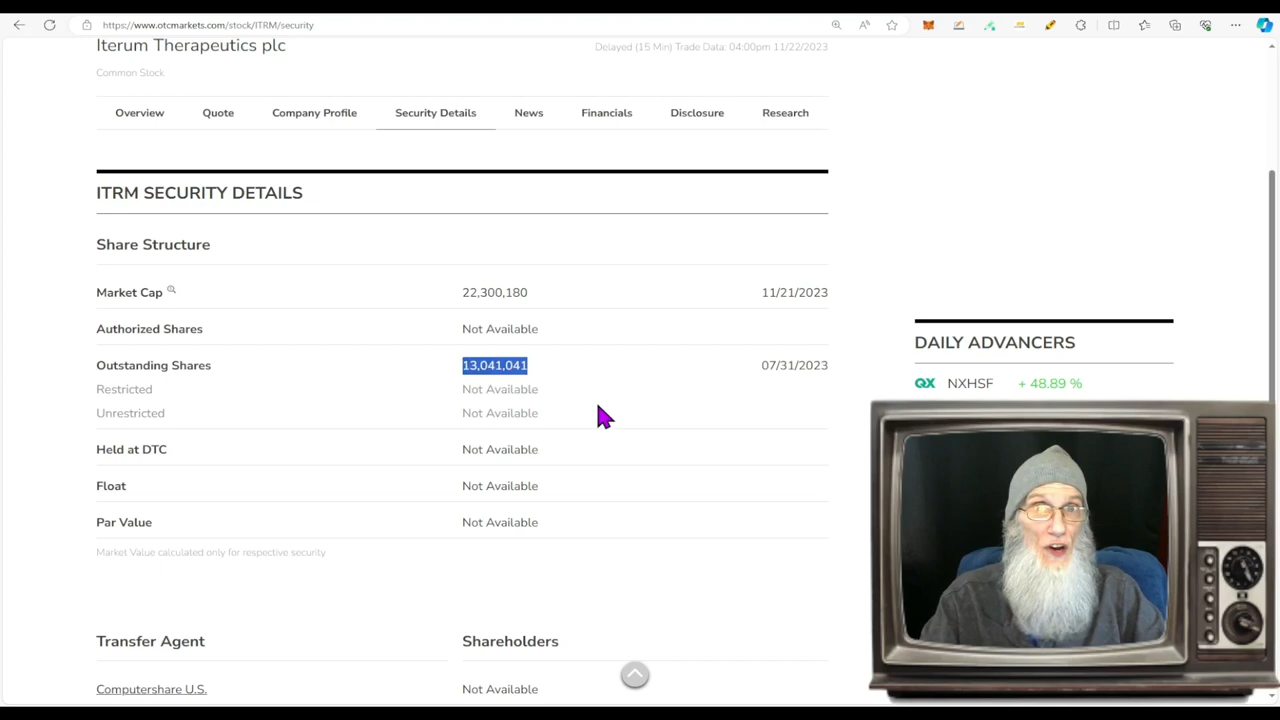 https://www.otcmarkets.com/stock/ITRM/security
Iterum Therapeutics plc
Delayed (15 Min) Trade Data: 04:00pm 11/22/2023
Common Stock
Overview Quote Company Profile Security Details News Financials Disclosure Research
ITRM SECURITY DETAILS
Share Structure
Market Cap 22,300,180 11/21/2023
Authorized Shares Not Available
Outstanding Shares 13,041,041 07/31/2023
Restricted Not Available
Unrestricted Not Available
Held at DTC Not Available
Float Not Available
Par Value Not Available
Market Value calculated only for respective security
Transfer Agent Shareholders
Computershare U.S. Not Available
DAILY ADVANCERS
QX NXHSF + 48.89 %